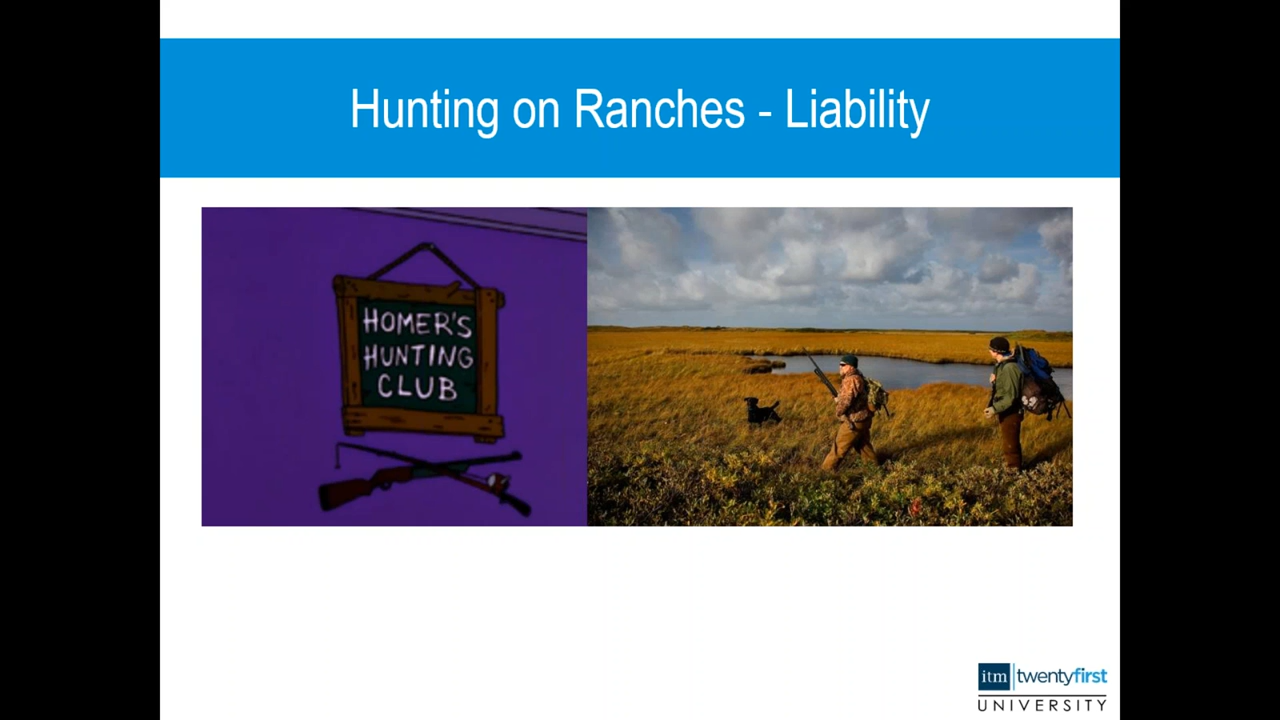 Hunting on Ranches - Liability
HOMER'S
HUNTING
CLUB
itm twentyfirst
UNIVERSITY